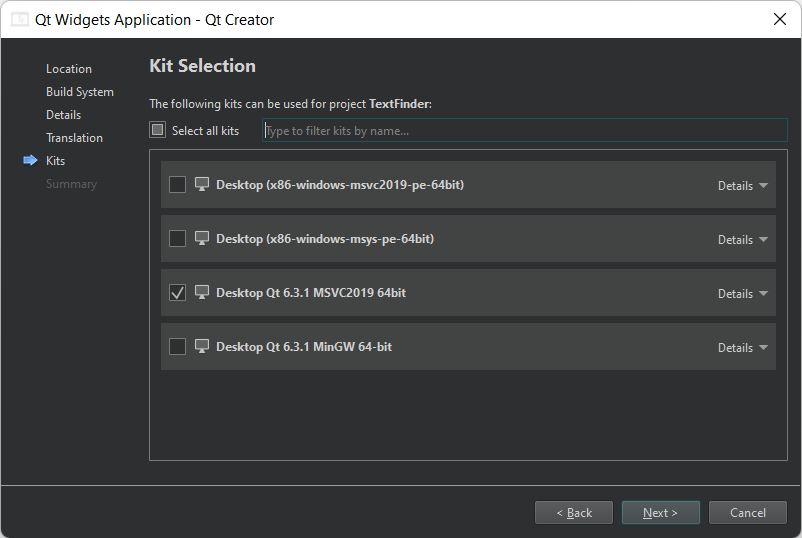 Qt Widgets Application - Qt Creator
Location
Build System
Details
Translation
Kits
Summary
Kit Selection
The following kits can be used for project TextFinder:
Select all kits
Type to filter kits by name...
Desktop (x86-windows-msvc2019-pe-64bit) Details
Desktop (x86-windows-msys-pe-64bit) Details
Desktop Qt 6.3.1 MSVC2019 64bit Details
Desktop Qt 6.3.1 MinGW 64-bit Details
< Back Next > Cancel